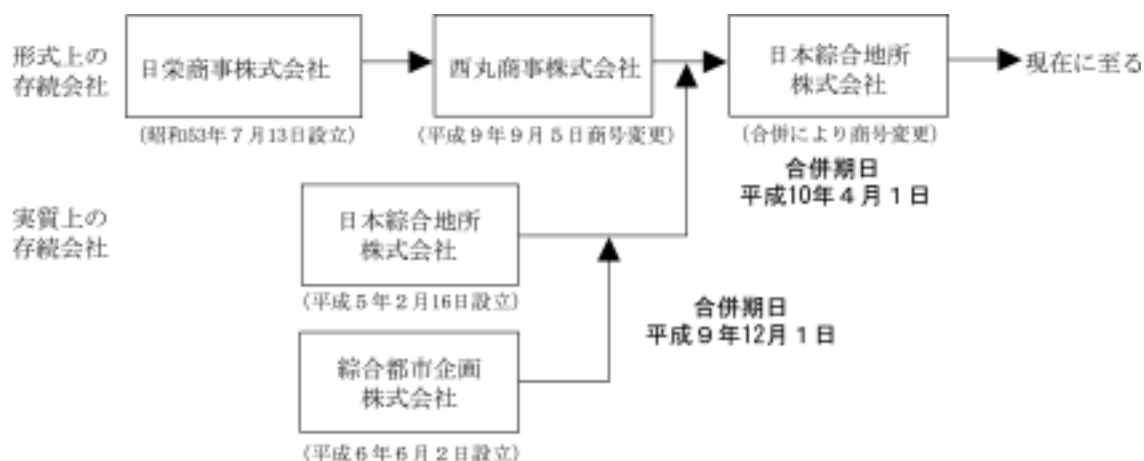 形式上の
存続会社
日栄商事株式会社
(昭和53年7月13日設立)
西丸商事株式会社
(平成9年9月5日商号変更)
日本綜合地所
株式会社
(合併により商号変更)
現在に至る
合併期日
平成10年4月1日
実質上の
存続会社
日本綜合地所
株式会社
(平成5年2月16日設立)
合併期日
平成9年12月1日
綜合都市企画
株式会社
(平成6年6月2日設立)